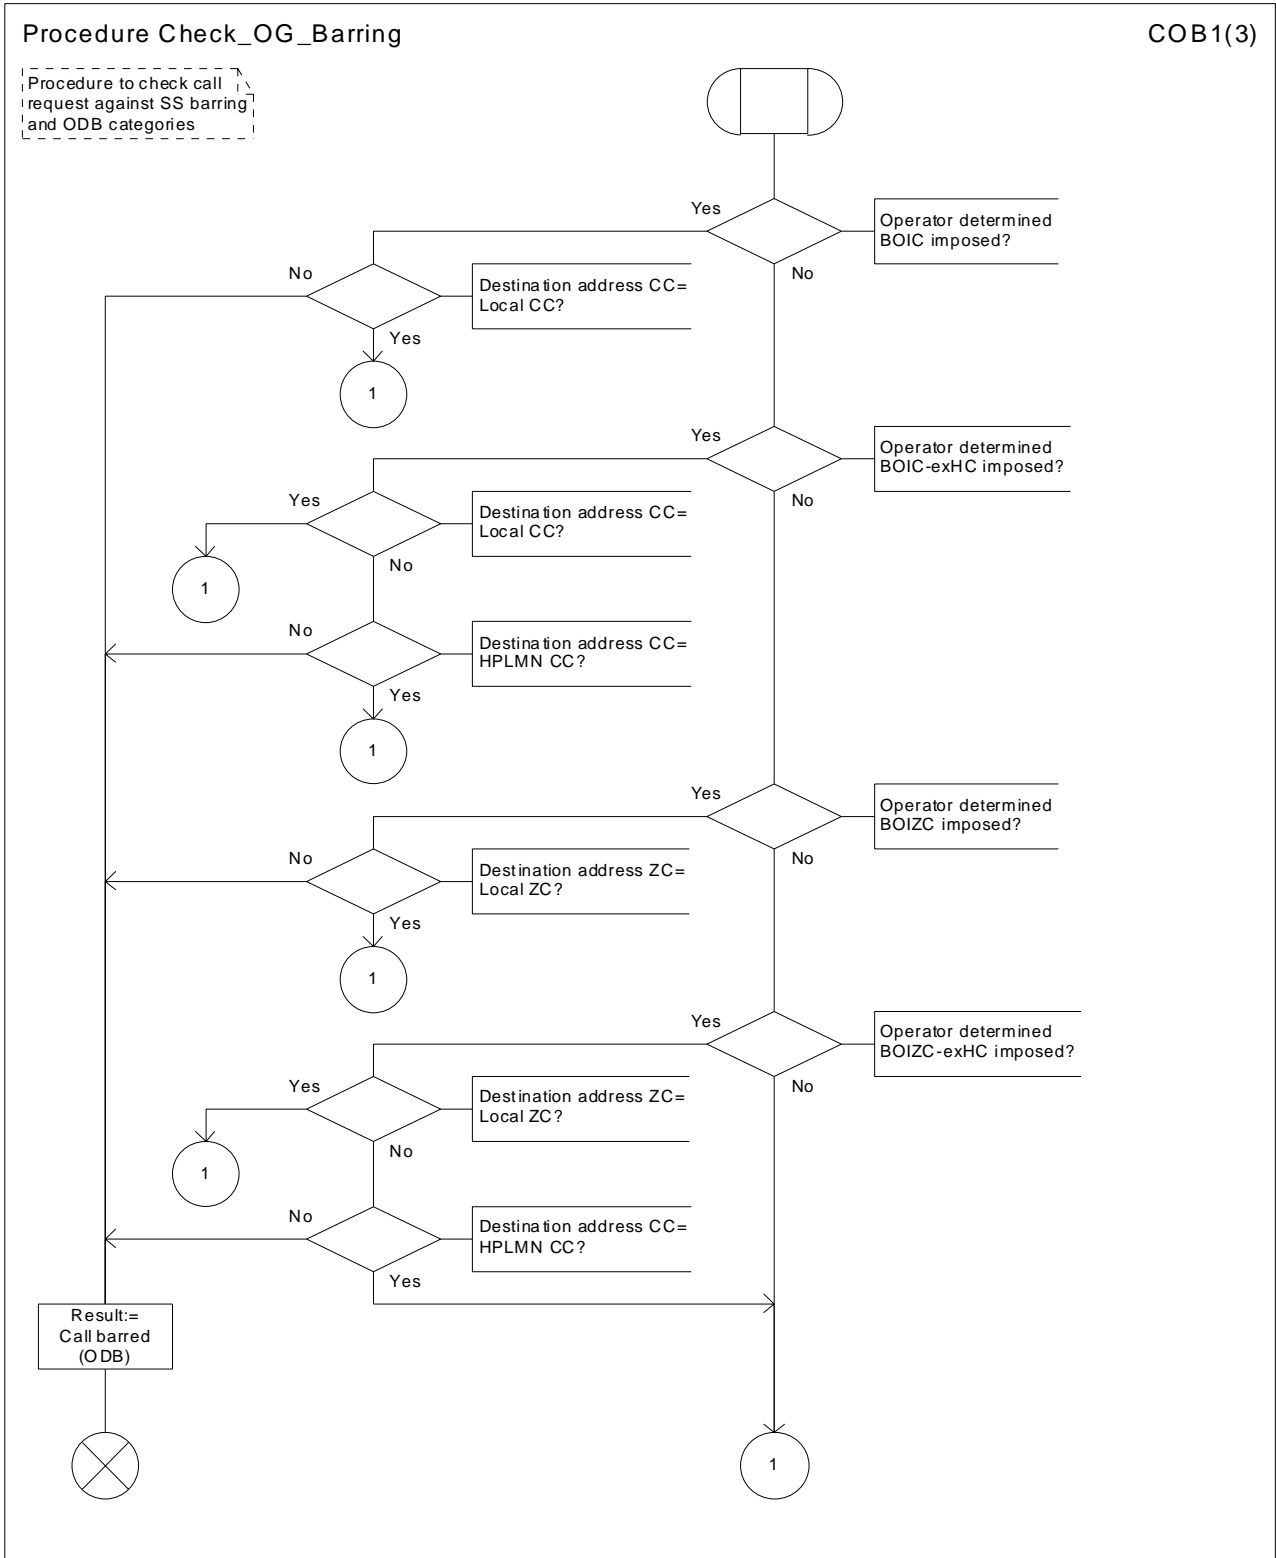 Procedure Check_OG_Barring
COB1(3)
Procedure to check call
request against SS barring
and ODB categories
Yes
Operator determined
BOIC imposed?
No
No
Destination address CC=
Local CC?
Yes
1
Yes
Operator determined
BOIC-exHC imposed?
No
Yes
Destination address CC=
Local CC?
No
1
No
Destination address CC=
HPLMN CC?
Yes
1
Yes
Operator determined
BOIZC imposed?
No
No
Destination address ZC=
Local ZC?
Yes
1
Yes
Operator determined
BOIZC-exHC imposed?
No
Yes
Destination address ZC=
Local ZC?
No
1
No
Destination address CC=
HPLMN CC?
Yes
Result:=
Call barred
(ODB)
1